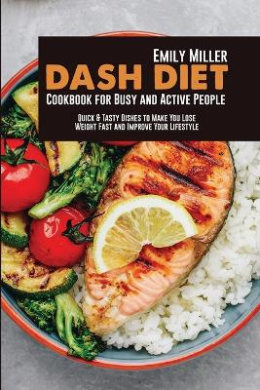 Emily Miller
DASH DIET
Cookbook for Busy and Active People
Quick & Tasty Dishes to Make You Lose
Weight Fast and Improve Your Lifestyle